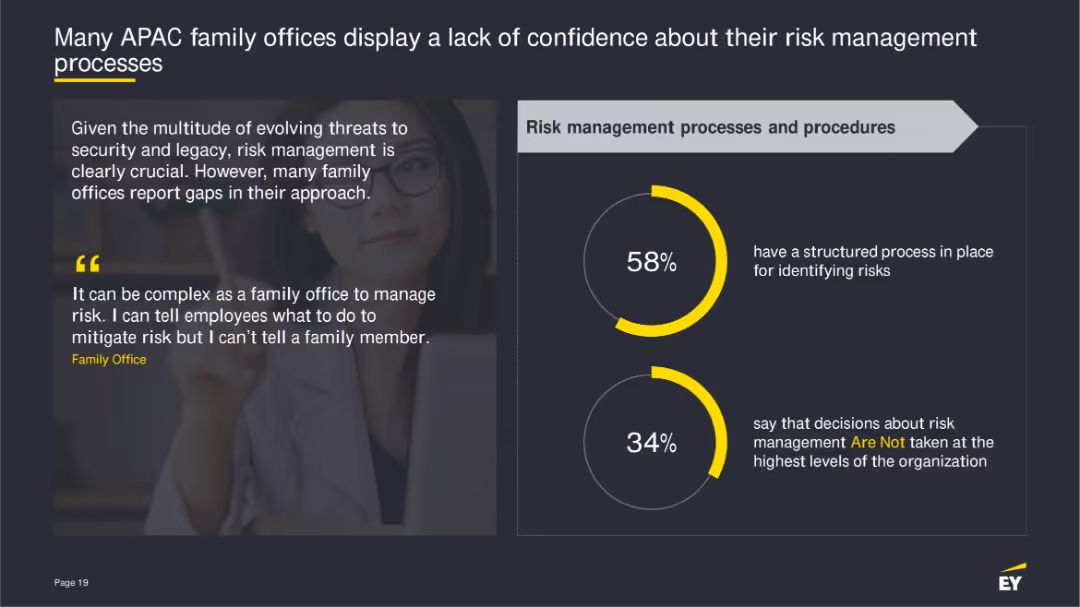 Many APAC family offices display a lack of confidence about their risk management
processes
Given the multitude of evolving threats to
security and legacy, risk management is
clearly crucial. However, many family
offices report gaps in their approach.
“
It can be complex as a family office to manage
risk. I can tell employees what to do to
mitigate risk but I can't tell a family member.
Family Office
Risk management processes and procedures
58%
have a structured process in place
for identifying risks
34%
say that decisions about risk
management Are Not taken at the
highest levels of the organization
Page 19
EY